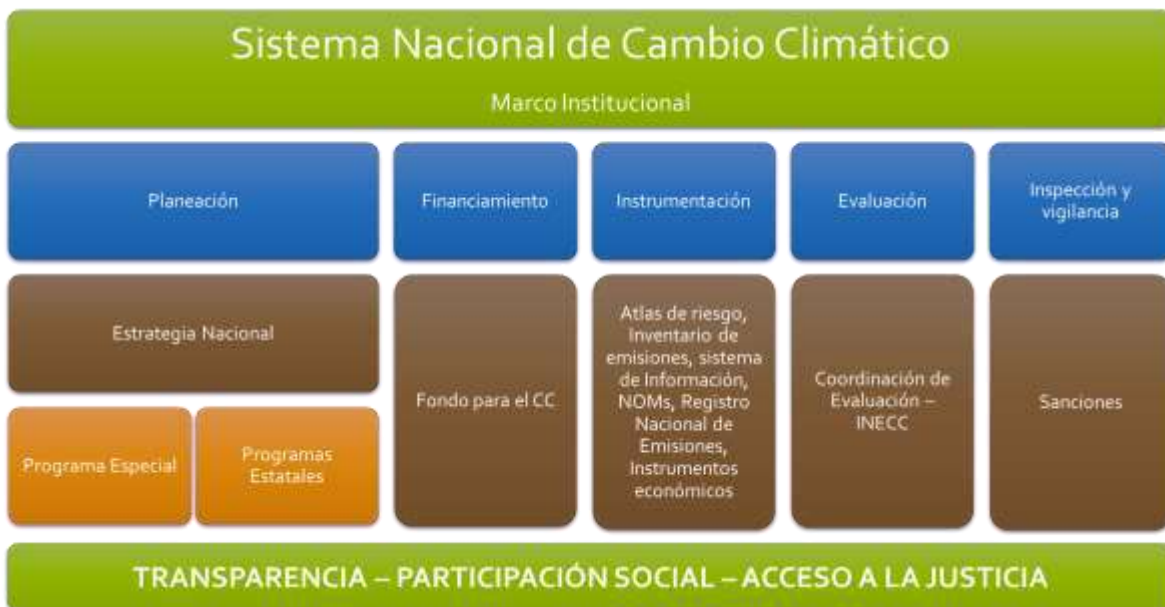 Sistema Nacional de Cambio Climático
Marco Institucional
Planeación
Financiamiento
Instrumentación
Evaluación
Inspección y
vigilancia
Estrategia Nacional
Programa Especial
Programas
Estatales
Fondo para el CC
Atlas de riesgo,
Inventario de
emisiones, sistema
de Información,
NOMs, Registro
Nacional de
Emisiones,
Instrumentos
económicos
Coordinación de
Evaluación –
INECC
Sanciones
TRANSPARENCIA – PARTICIPACIÓN SOCIAL – ACCESO A LA JUSTICIA